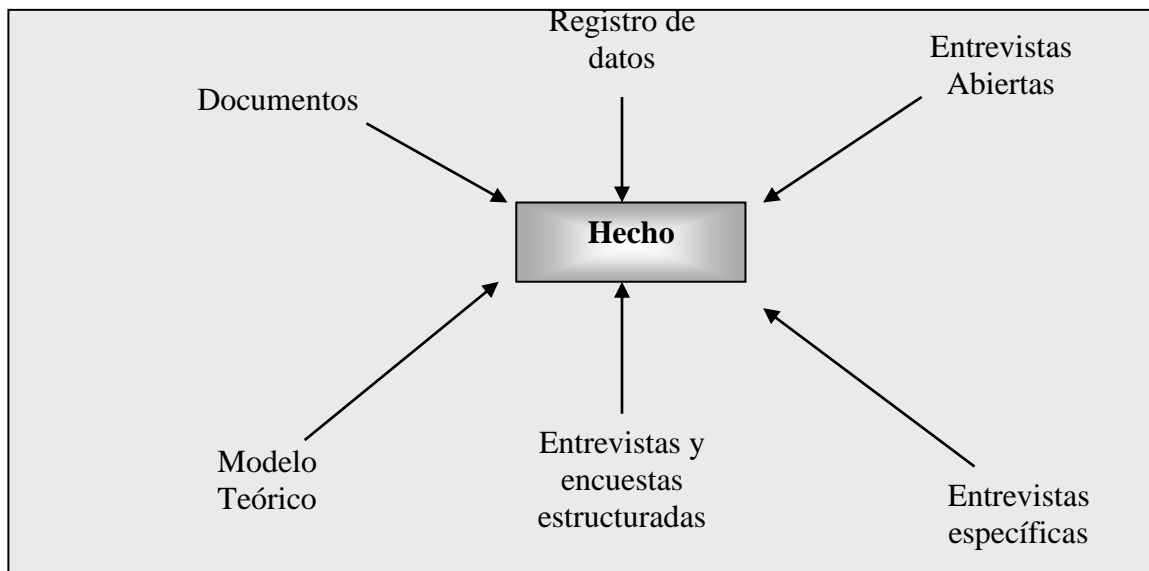 Registro de
datos
Entrevistas
Abiertas
Documentos
Hecho
Modelo
Teórico
Entrevistas y
encuestas
estructuradas
Entrevistas
específicas